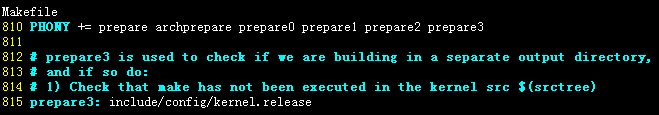 Makefile
810 PHONY += prepare archprepare prepare0 prepare1 prepare2 prepare3
811
812 # prepare3 is used to check if we are building in a separate output directory,
813 # and if so do:
814 # 1) Check that make has not been executed in the kernel src $(srctree)
815 prepare3: include/config/kernel.release